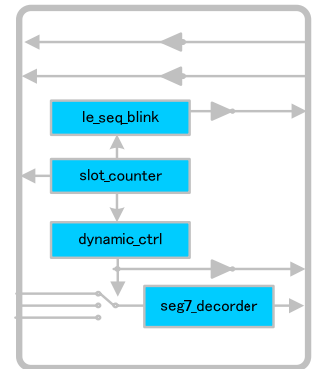 le_seq_blink
slot_counter
dynamic_ctrl
seg7_decorder